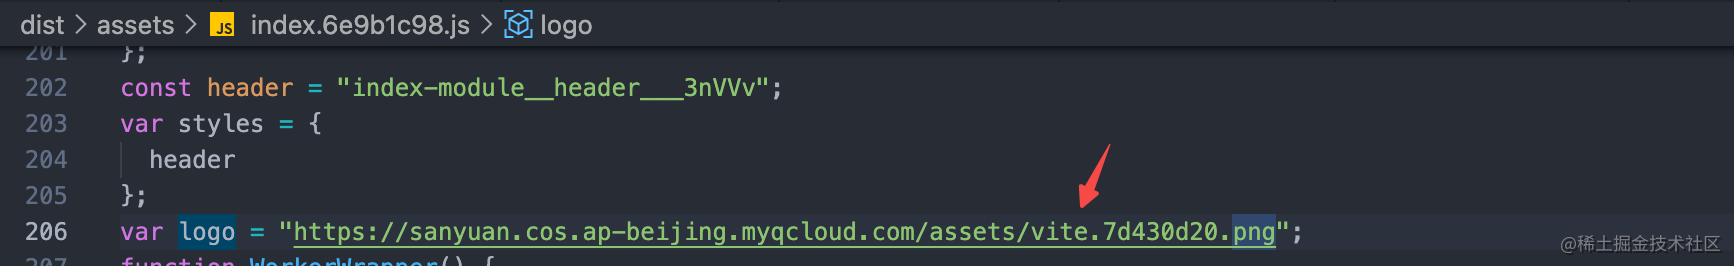 dist > assets > JS index.6e9b1c98.js > logo
201 };
202 const header = "index-module__header___3nVVv";
203 var styles = {
204 header
205 };
206 var logo = "https://sanyuan.cos.ap-beijing.myqcloud.com/assets/vite.7d430d20.png";
207 function WorkerWrapper() {
@稀土掘金技术社区